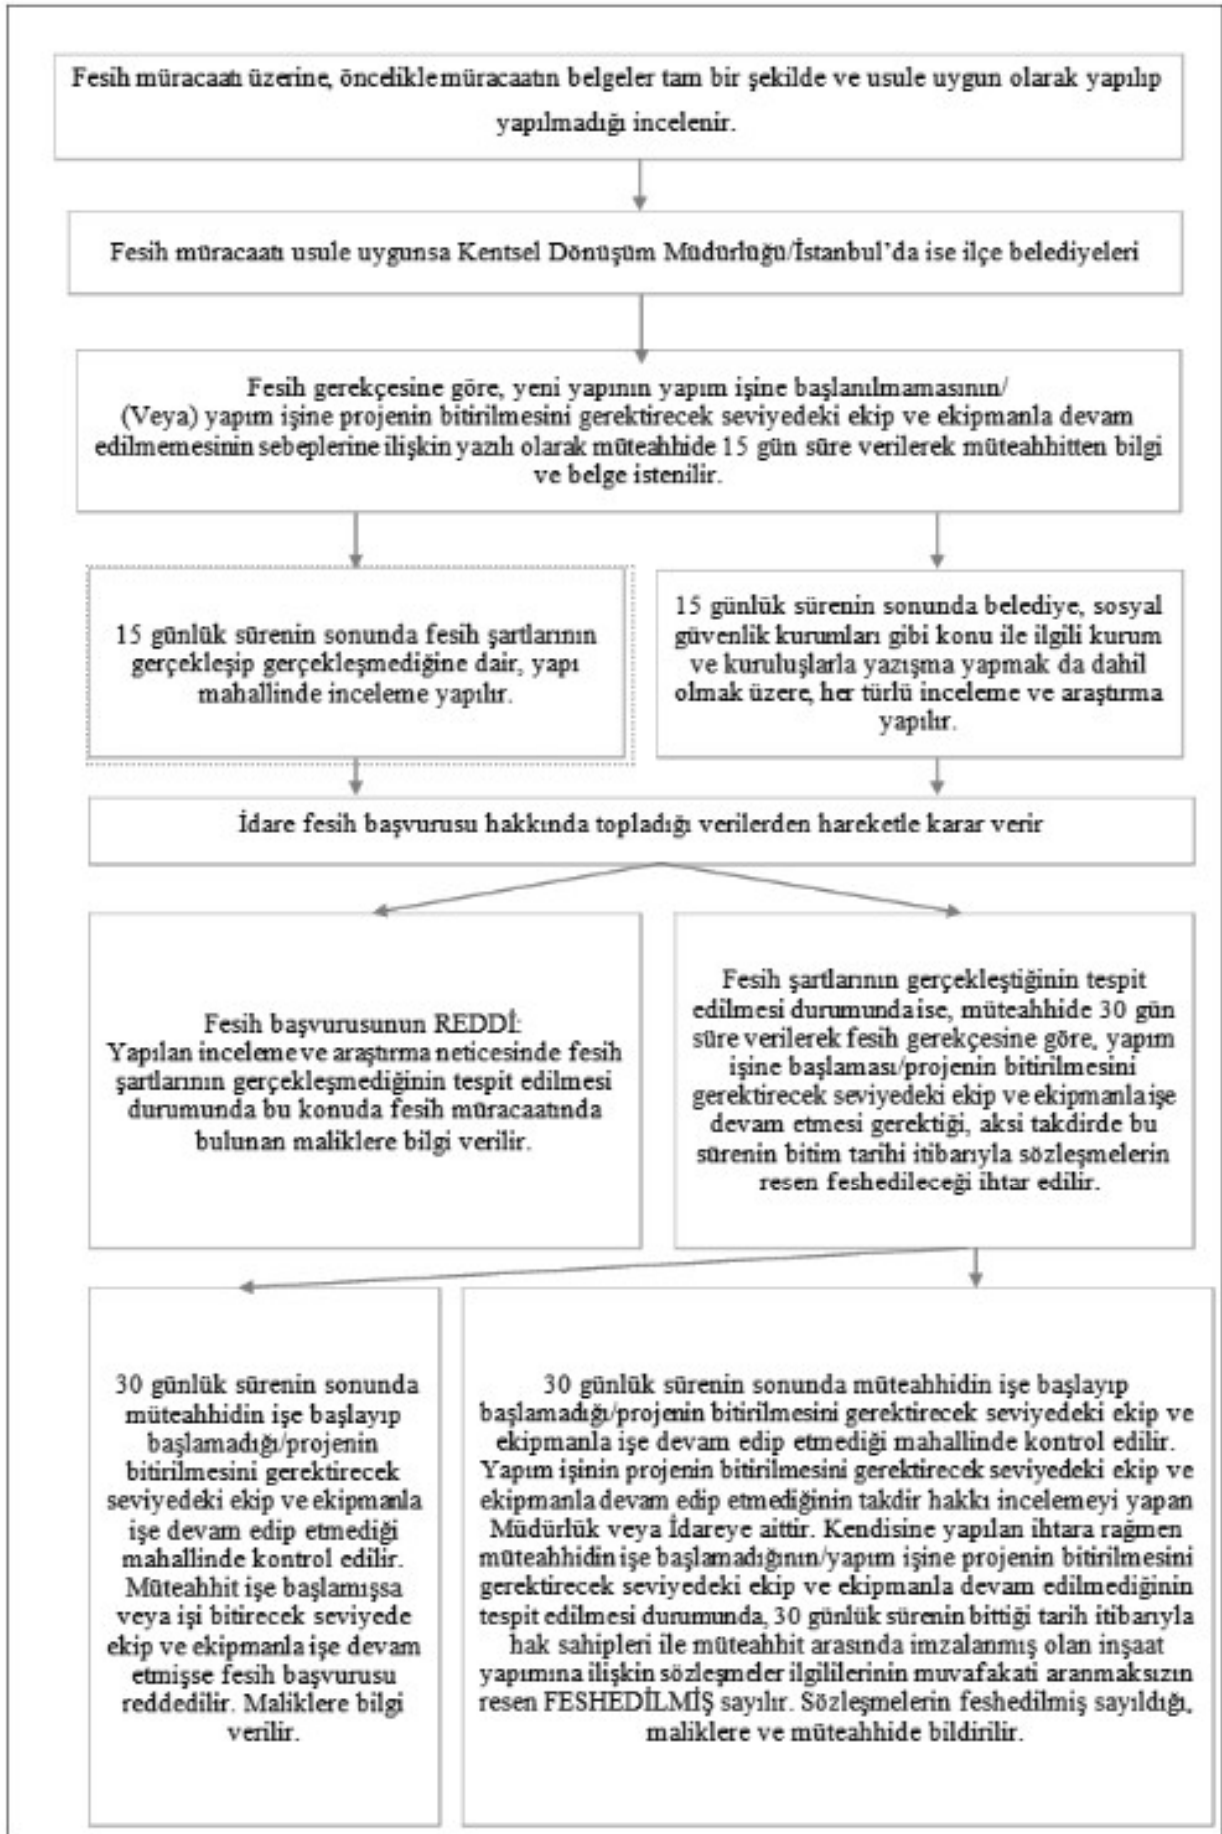 Fesih müracaatı üzerine, öncelikle müracaatın belgeler tam bir şekilde ve usule uygun olarak yapılıp
yapılmadığı incelenir.
Fesih müracaatı usule uygunsa Kentsel Dönüşüm Müdürlüğü/İstanbul'da ise ilçe belediyeleri
Fesih gerekçesine göre, yeni yapının yapım işine başlanılmamasının/
(Veya) yapım işine projenin bitirilmesini gerektirecek seviyedeki ekip ve ekipmanla devam
edilmemesinin sebeplerine ilişkin yazılı olarak müteahhide 15 gün süre verilerek müteahhitten bilgi
ve belge istenilir.
15 günlük sürenin sonunda fesih şartlarının
gerçekleşip gerçekleşmediğine dair, yapı
mahallinde inceleme yapılır.
15 günlük sürenin sonunda belediye, sosyal
güvenlik kurumları gibi konu ile ilgili kurum
ve kuruluşlarla yazışma yapmak da dahil
olmak üzere, her türlü inceleme ve araştırma
yapılır.
İdare fesih başvurusu hakkında topladığı verilerden hareketle karar verir
Fesih başvurusunun REDDİ:
Yapılan inceleme ve araştırma neticesinde fesih
şartlarının gerçekleşmediğinin tespit edilmesi
durumunda bu konuda fesih müracaatında
bulunan maliklere bilgi verilir.
Fesih şartlarının gerçekleştiğinin tespit
edilmesi durumunda ise, müteahhide 30 gün
süre verilerek fesih gerekçesine göre, yapım
işine başlaması/projenin bitirilmesini
gerektirecek seviyedeki ekip ve ekipmanla işe
devam etmesi gerektiği, aksi takdirde bu
sürenin bitim tarihi itibarıyla sözleşmelerin
resen feshedileceği ihtar edilir.
30 günlük sürenin sonunda
müteahhidin işe başlayıp
başlamadığı/projenin
bitirilmesini gerektirecek
seviyedeki ekip ve ekipmanla
işe devam edip etmediği
mahallinde kontrol edilir.
Müteahhit işe başlamışsa
veya işi bitirecek seviyede
ekip ve ekipmanla işe devam
etmişse fesih başvurusu
reddedilir. Maliklere bilgi
verilir.
30 günlük sürenin sonunda müteahhidin işe başlayıp
başlamadığı/projenin bitirilmesini gerektirecek seviyedeki ekip ve
ekipmanla işe devam edip etmediği mahallinde kontrol edilir.
Yapım işinin projenin bitirilmesini gerektirecek seviyedeki ekip ve
ekipmanla devam edip etmediğinin takdir hakkı incelemeyi yapan
Müdürlük veya İdareye aittir. Kendisine yapılan ihtara rağmen
müteahhidin işe başlamadığının/yapım işine projenin bitirilmesini
gerektirecek seviyedeki ekip ve ekipmanla devam edilmediğinin
tespit edilmesi durumunda, 30 günlük sürenin bittiği tarih itibarıyla
hak sahipleri ile müteahhit arasında imzalanmış olan inşaat
yapımına ilişkin sözleşmeler ilgililerinin muvafakati aranmaksızın
resen FESHEDİLMİŞ sayılır. Sözleşmelerin feshedilmiş sayıldığı,
maliklere ve müteahhide bildirilir.